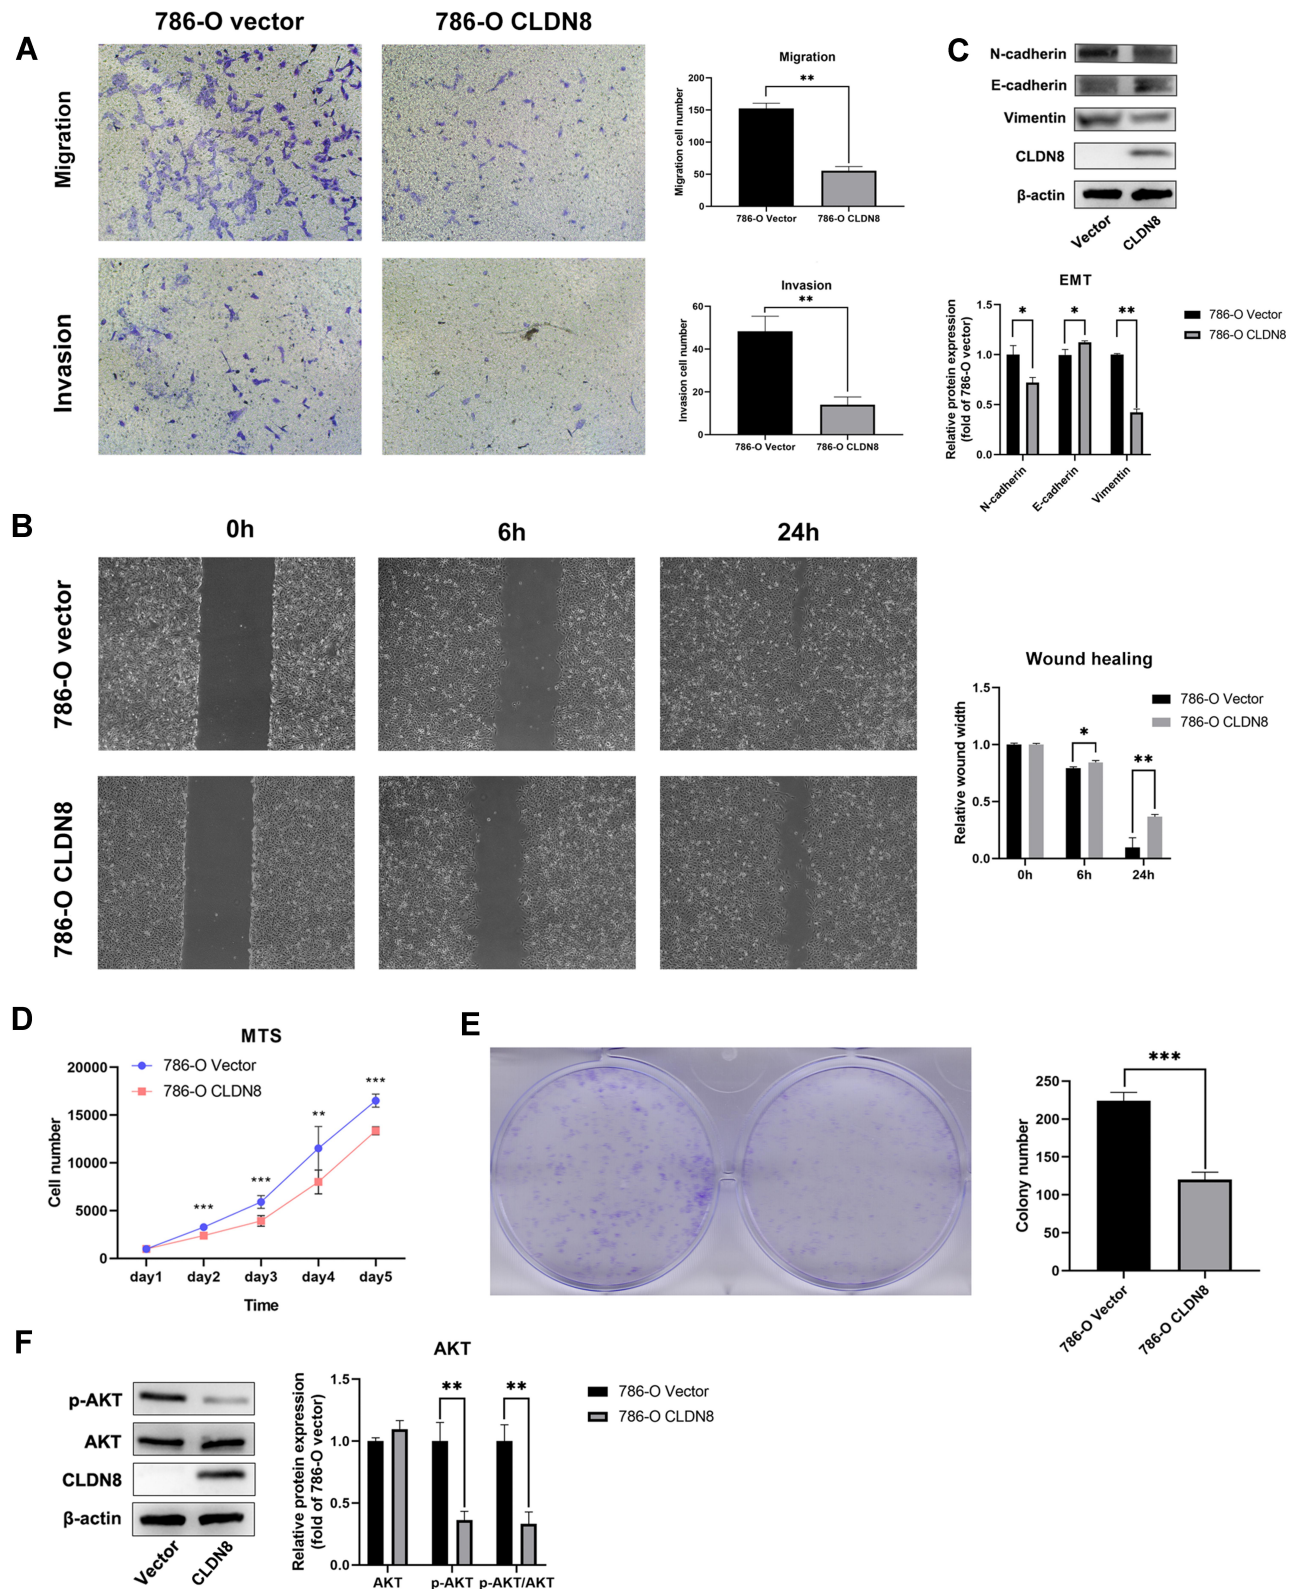 786-O vector
786-O CLDN8
A
Migration
Invasion
Migration
Migration cell number
200
150
100
50
0
**
786-O Vector
786-O CLDN8
Invasion
Invasion cell number
60
40
20
0
**
786-O Vector
786-O CLDN8
C
N-cadherin
E-cadherin
Vimentin
CLDN8
β-actin
Vector
CLDN8
EMT
Relative protein expression
(fold of 786-O vector)
1.5
1.0
0.5
0.0
*
*
**
N-cadherin
E-cadherin
Vimentin
786-O Vector
786-O CLDN8
B
0h
6h
24h
786-O vector
786-O CLDN8
Wound healing
Relative wound width
1.5
1.0
0.5
0.0
*
**
0h
6h
24h
786-O Vector
786-O CLDN8
D
MTS
786-O Vector
786-O CLDN8
Cell number
20000
15000
10000
5000
0
***
***
**
***
day1
day2
day3
day4
day5
Time
E
Colony number
250
200
150
100
50
0
***
786-O Vector
786-O CLDN8
F
p-AKT
AKT
CLDN8
β-actin
Vector
CLDN8
AKT
Relative protein expression
(fold of 786-O vector)
1.5
1.0
0.5
0.0
**
**
AKT
p-AKT
p-AKT/AKT
786-O Vector
786-O CLDN8